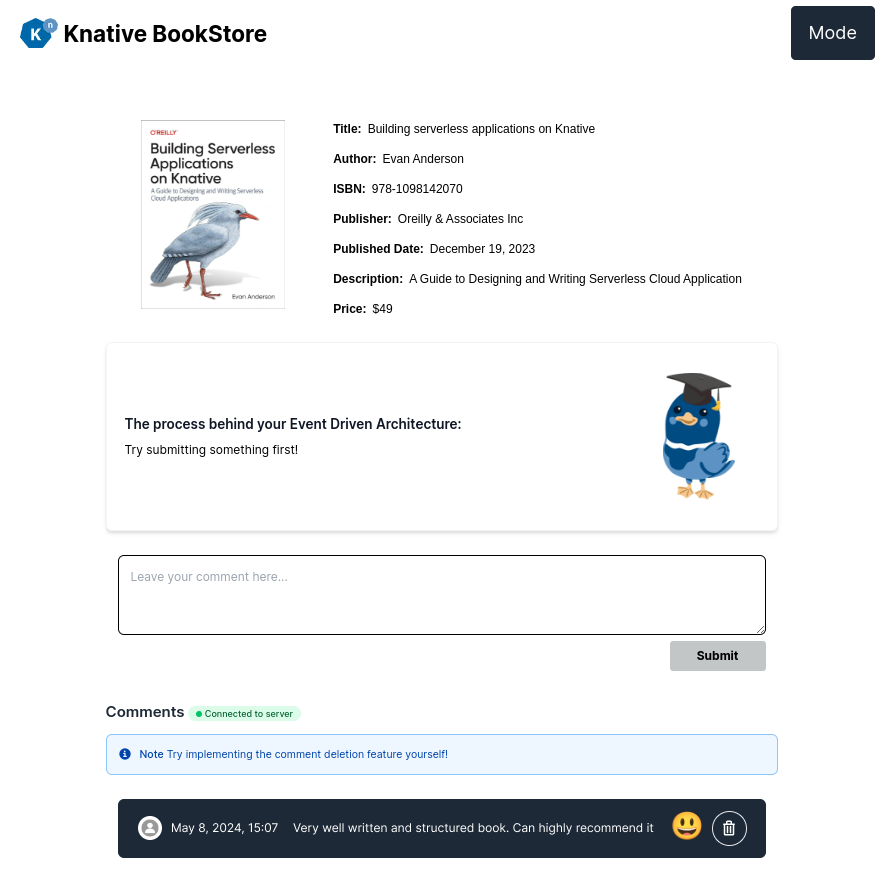 K n Knative BookStore
Mode
O'REILLY
Building Serverless
Applications
on Knative
A Guide to Designing and Writing Serverless
Cloud Applications
Evan Anderson
Title: Building serverless applications on Knative
Author: Evan Anderson
ISBN: 978-1098142070
Publisher: Oreilly & Associates Inc
Published Date: December 19, 2023
Description: A Guide to Designing and Writing Serverless Cloud Application
Price: $49
The process behind your Event Driven Architecture:
Try submitting something first!
Leave your comment here...
Submit
Comments Connected to server
Note Try implementing the comment deletion feature yourself!
May 8, 2024, 15:07 Very well written and structured book. Can highly recommend it